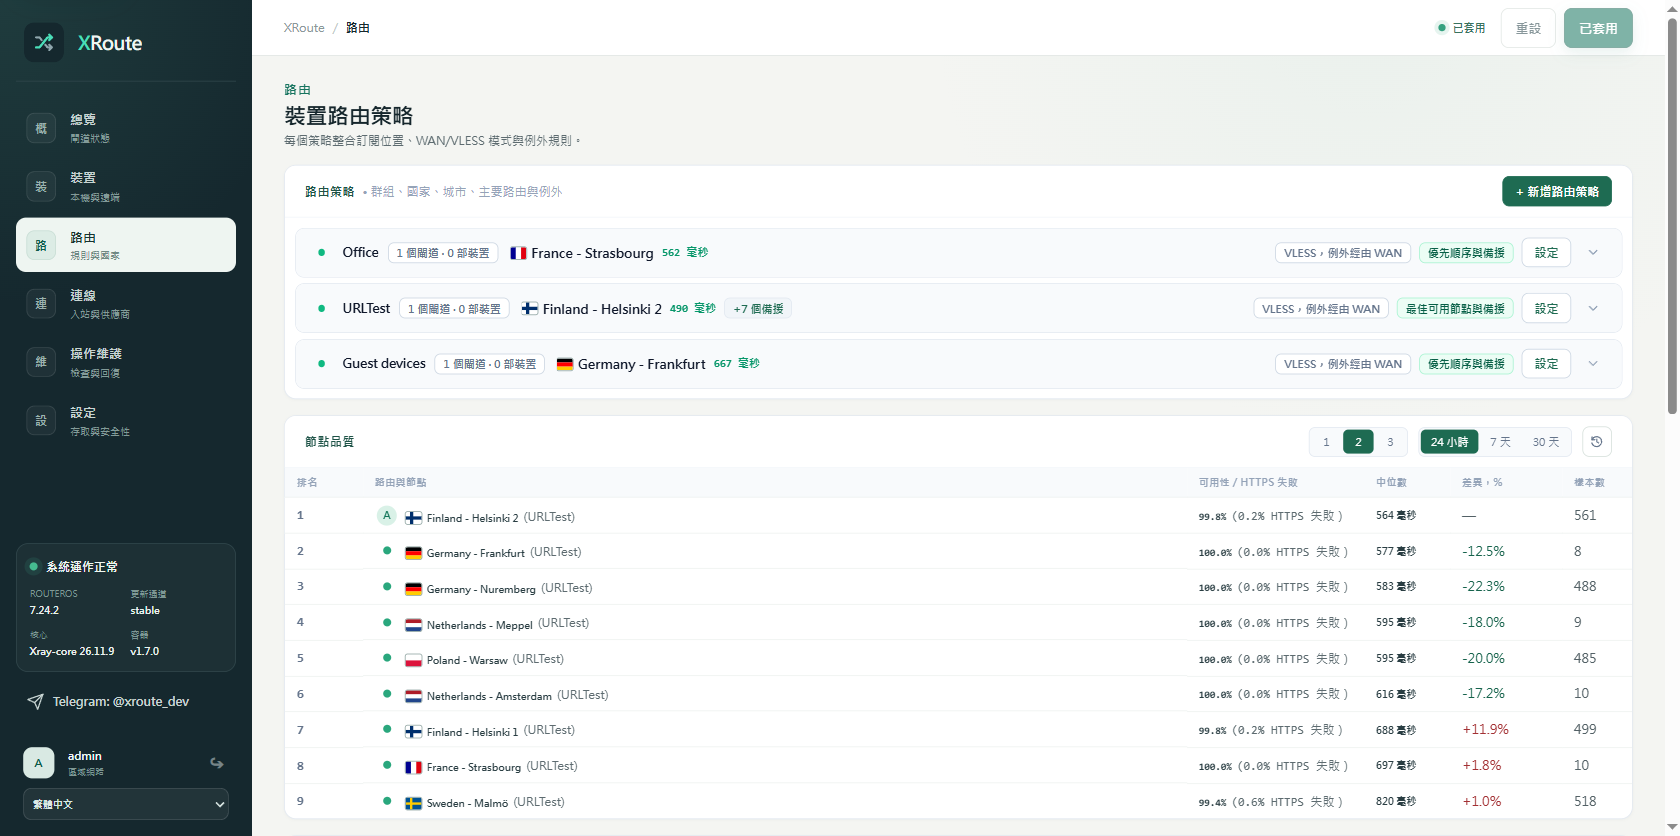 XRoute
概
總覽
閘道狀態
裝
裝置
本機與遠端
路
路由
規則與國家
連
連線
入站與供應商
維
操作維護
檢查與回復
設
設定
存取與安全性
系統運作正常
ROUTEROS
更新通道
7.24.2
stable
核心
容器
Xray-core 26.11.9
v1.7.0
Telegram: @xroute_dev
A
admin
區域網路
繁體中文
XRoute / 路由
已套用
重設
已套用
路由
裝置路由策略
每個策略整合訂閱位置、WAN/VLESS 模式與例外規則。
路由策略 • 群組、國家、城市、主要路由與例外
+ 新增路由策略
Office 1 個閘道 · 0 部裝置 France - Strasbourg 562 毫秒 VLESS，例外經由 WAN 優先順序與備援 設定
URLTest 1 個閘道 · 0 部裝置 Finland - Helsinki 2 490 毫秒 +7 個備援 VLESS，例外經由 WAN 最佳可用節點與備援 設定
Guest devices 1 個閘道 · 0 部裝置 Germany - Frankfurt 667 毫秒 VLESS，例外經由 WAN 優先順序與備援 設定
節點品質
1 2 3
24 小時 7 天 30 天
排名 路由與節點 可用性 / HTTPS 失敗 中位數 差異，% 樣本數
1 A Finland - Helsinki 2 (URLTest) 99.8% (0.2% HTTPS 失敗) 564 毫秒 — 561
2 Germany - Frankfurt (URLTest) 100.0% (0.0% HTTPS 失敗) 577 毫秒 -12.5% 8
3 Germany - Nuremberg (URLTest) 100.0% (0.0% HTTPS 失敗) 583 毫秒 -22.3% 488
4 Netherlands - Meppel (URLTest) 100.0% (0.0% HTTPS 失敗) 595 毫秒 -18.0% 9
5 Poland - Warsaw (URLTest) 100.0% (0.0% HTTPS 失敗) 595 毫秒 -20.0% 485
6 Netherlands - Amsterdam (URLTest) 100.0% (0.0% HTTPS 失敗) 616 毫秒 -17.2% 10
7 Finland - Helsinki 1 (URLTest) 99.8% (0.2% HTTPS 失敗) 688 毫秒 +11.9% 499
8 France - Strasbourg (URLTest) 100.0% (0.0% HTTPS 失敗) 697 毫秒 +1.8% 10
9 Sweden - Malmö (URLTest) 99.4% (0.6% HTTPS 失敗) 820 毫秒 +1.0% 518